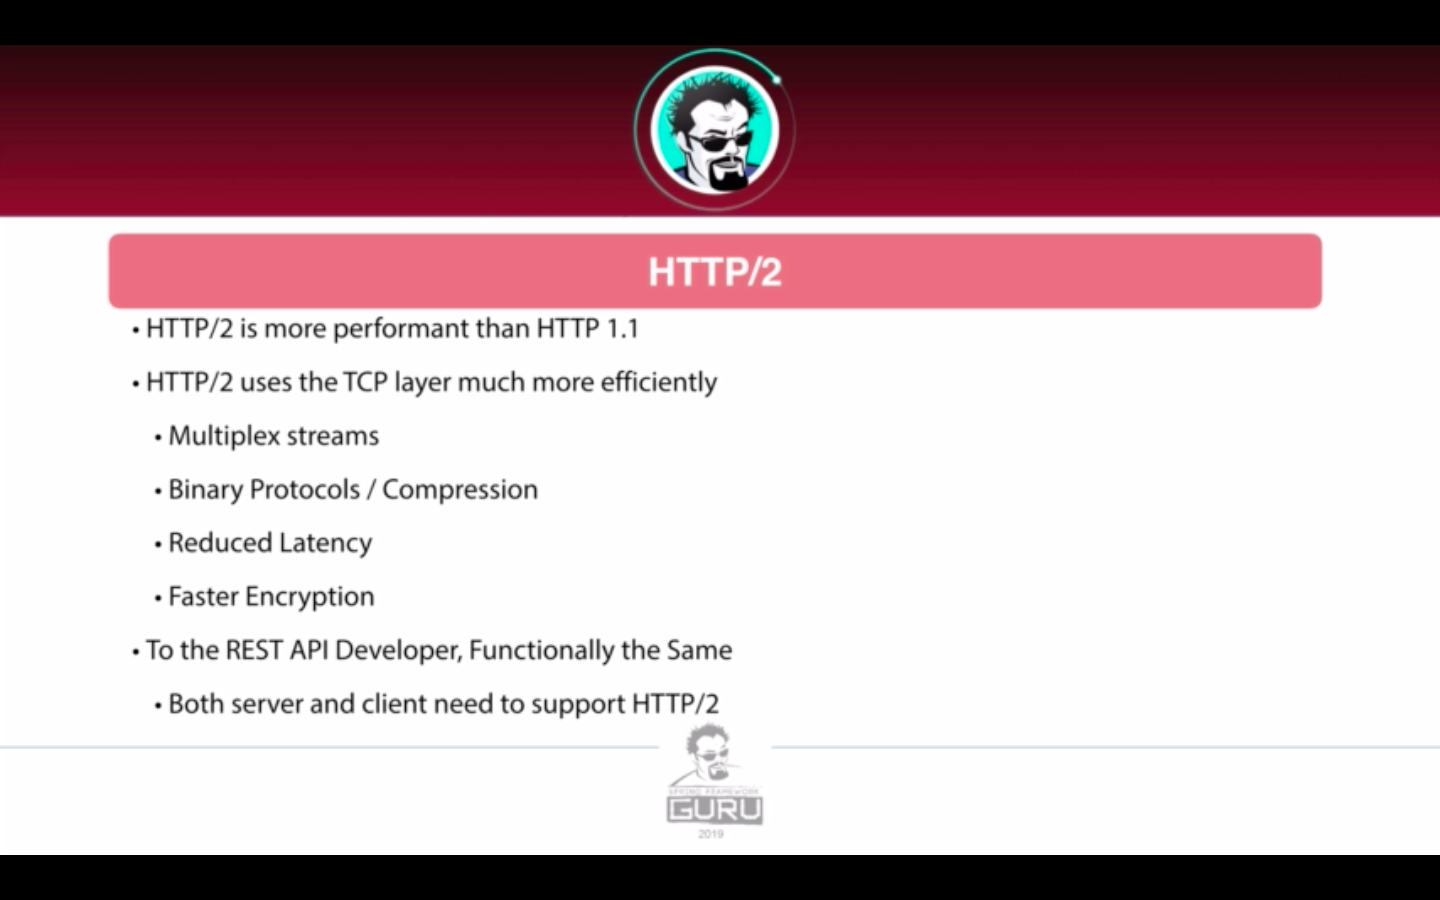 HTTP/2
• HTTP/2 is more performant than HTTP 1.1
• HTTP/2 uses the TCP layer much more efficiently
• Multiplex streams
• Binary Protocols / Compression
• Reduced Latency
• Faster Encryption
• To the REST API Developer, Functionally the Same
• Both server and client need to support HTTP/2
SPRING FRAMEWORK
GURU
2019